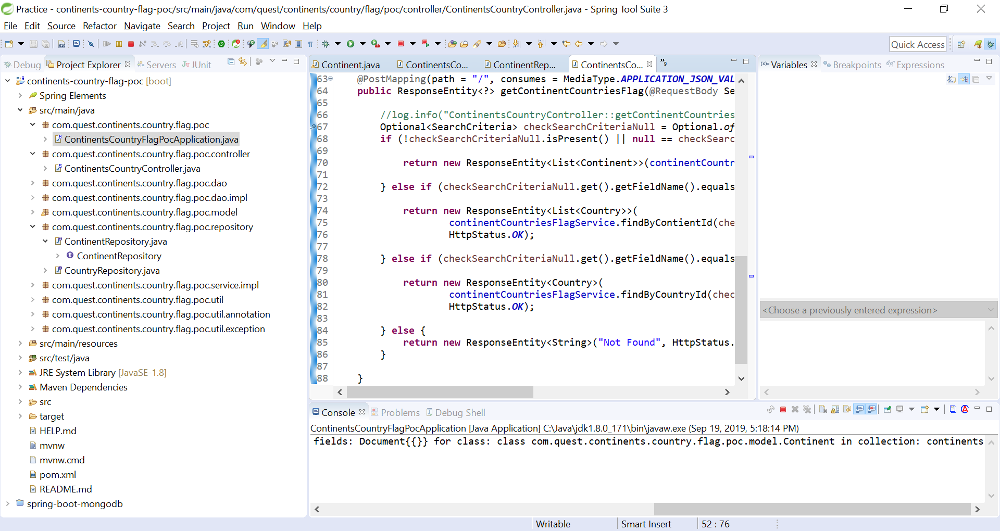 Practice - continents-country-flag-poc/src/main/java/com/quest/continents/country/flag/poc/controller/ContinentsCountryController.java - Spring Tool Suite 3
File Edit Source Refactor Navigate Search Project Run Window Help
Quick Access
Debug Project Explorer Servers JUnit
continents-country-flag-poc [boot]
Spring Elements
src/main/java
com.quest.continents.country.flag.poc
ContinentsCountryFlagPocApplication.java
com.quest.continents.country.flag.poc.controller
ContinentsCountryController.java
com.quest.continents.country.flag.poc.dao
com.quest.continents.country.flag.poc.dao.impl
com.quest.continents.country.flag.poc.model
com.quest.continents.country.flag.poc.repository
ContinentRepository.java
ContinentRepository
CountryRepository.java
com.quest.continents.country.flag.poc.service.impl
com.quest.continents.country.flag.poc.util
com.quest.continents.country.flag.poc.util.annotation
com.quest.continents.country.flag.poc.util.exception
src/main/resources
src/test/java
JRE System Library [JavaSE-1.8]
Maven Dependencies
src
target
HELP.md
mvnw
mvnw.cmd
pom.xml
README.md
spring-boot-mongodb
Continent.java ContinentsCo... ContinentRep... ContinentsCo... »9
63 @PostMapping(path = "/", consumes = MediaType.APPLICATION_JSON_VAL
64 public ResponseEntity<?> getContinentCountriesFlag(@RequestBody Se
65
66 //log.info("ContinentsCountryController::getContinentCountries
67 Optional<SearchCriteria> checkSearchCriteriaNull = Optional.of
68 if (!checkSearchCriteriaNull.isPresent() || null == checkSearc
69
70 return new ResponseEntity<List<Continent>>(continentCountr
71
72 } else if (checkSearchCriteriaNull.get().getFieldName().equals
73
74 return new ResponseEntity<List<Country>>(
75 continentCountriesFlagService.findByContientId(che
76 HttpStatus.OK);
77
78 } else if (checkSearchCriteriaNull.get().getFieldName().equals
79
80 return new ResponseEntity<Country>(
81 continentCountriesFlagService.findByCountryId(chec
82 HttpStatus.OK);
83
84 } else {
85 return new ResponseEntity<String>("Not Found", HttpStatus.
86 }
87
88 }
(x)= Variables Breakpoints Expressions
<Choose a previously entered expression>
Console Problems Debug Shell
ContinentsCountryFlagPocApplication [Java Application] C:\Java\jdk1.8.0_171\bin\javaw.exe (Sep 19, 2019, 5:18:14 PM)
fields: Document{{}} for class: class com.quest.continents.country.flag.poc.model.Continent in collection: continents
Writable Smart Insert 52 : 76